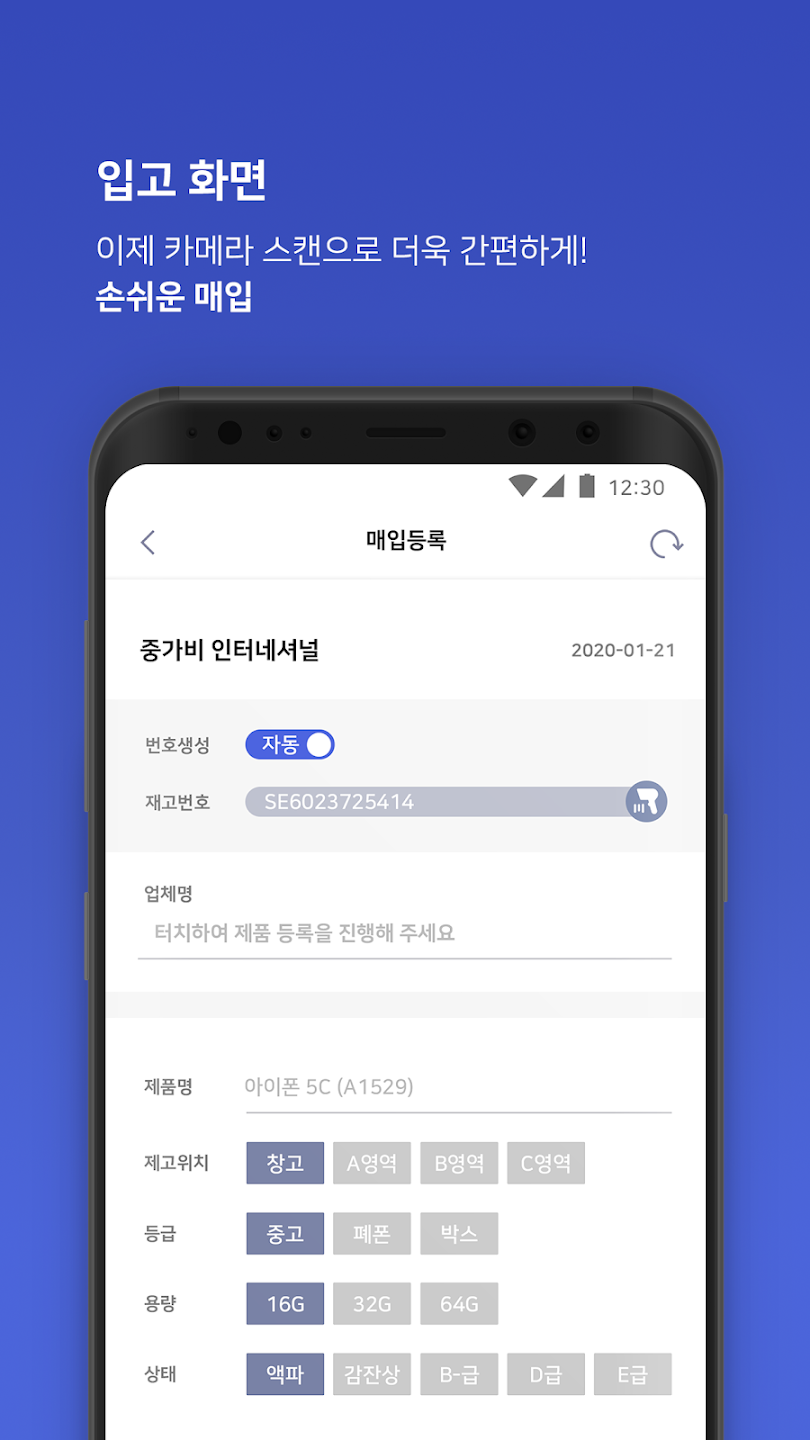 입고 화면
이제 카메라 스캔으로 더욱 간편하게!
손쉬운 매입
12:30
매입등록
중가비 인터네셔널 2020-01-21
번호생성 자동
재고번호 SE6023725414
업체명
터치하여 제품 등록을 진행해 주세요
제품명 아이폰 5C (A1529)
제고위치 창고 A영역 B영역 C영역
등급 중고 폐폰 박스
용량 16G 32G 64G
상태 액파 감잔상 B-급 D급 E급